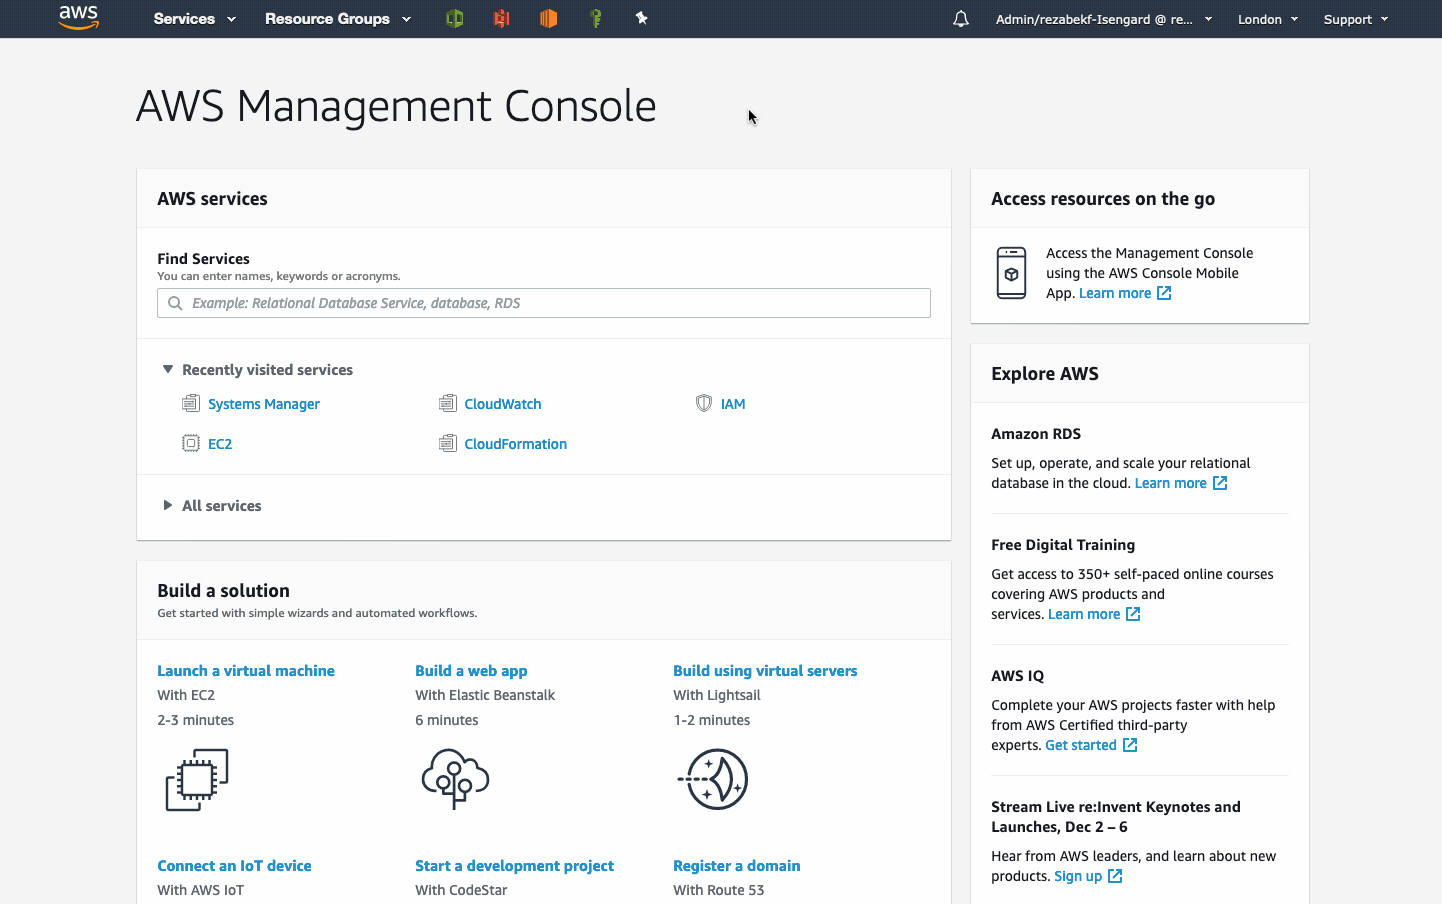 aws
Services
Resource Groups
Admin/rezabekf-Isengard @ re...
London
Support
AWS Management Console
AWS services
Find Services
You can enter names, keywords or acronyms.
Example: Relational Database Service, database, RDS
Recently visited services
Systems Manager
CloudWatch
IAM
EC2
CloudFormation
All services
Build a solution
Get started with simple wizards and automated workflows.
Launch a virtual machine
With EC2
2-3 minutes
Build a web app
With Elastic Beanstalk
6 minutes
Build using virtual servers
With Lightsail
1-2 minutes
Connect an IoT device
With AWS IoT
Start a development project
With CodeStar
Register a domain
With Route 53
Access resources on the go
Access the Management Console
using the AWS Console Mobile
App. Learn more
Explore AWS
Amazon RDS
Set up, operate, and scale your relational
database in the cloud. Learn more
Free Digital Training
Get access to 350+ self-paced online courses
covering AWS products and
services. Learn more
AWS IQ
Complete your AWS projects faster with help
from AWS Certified third-party
experts. Get started
Stream Live re:Invent Keynotes and
Launches, Dec 2 – 6
Hear from AWS leaders, and learn about new
products. Sign up